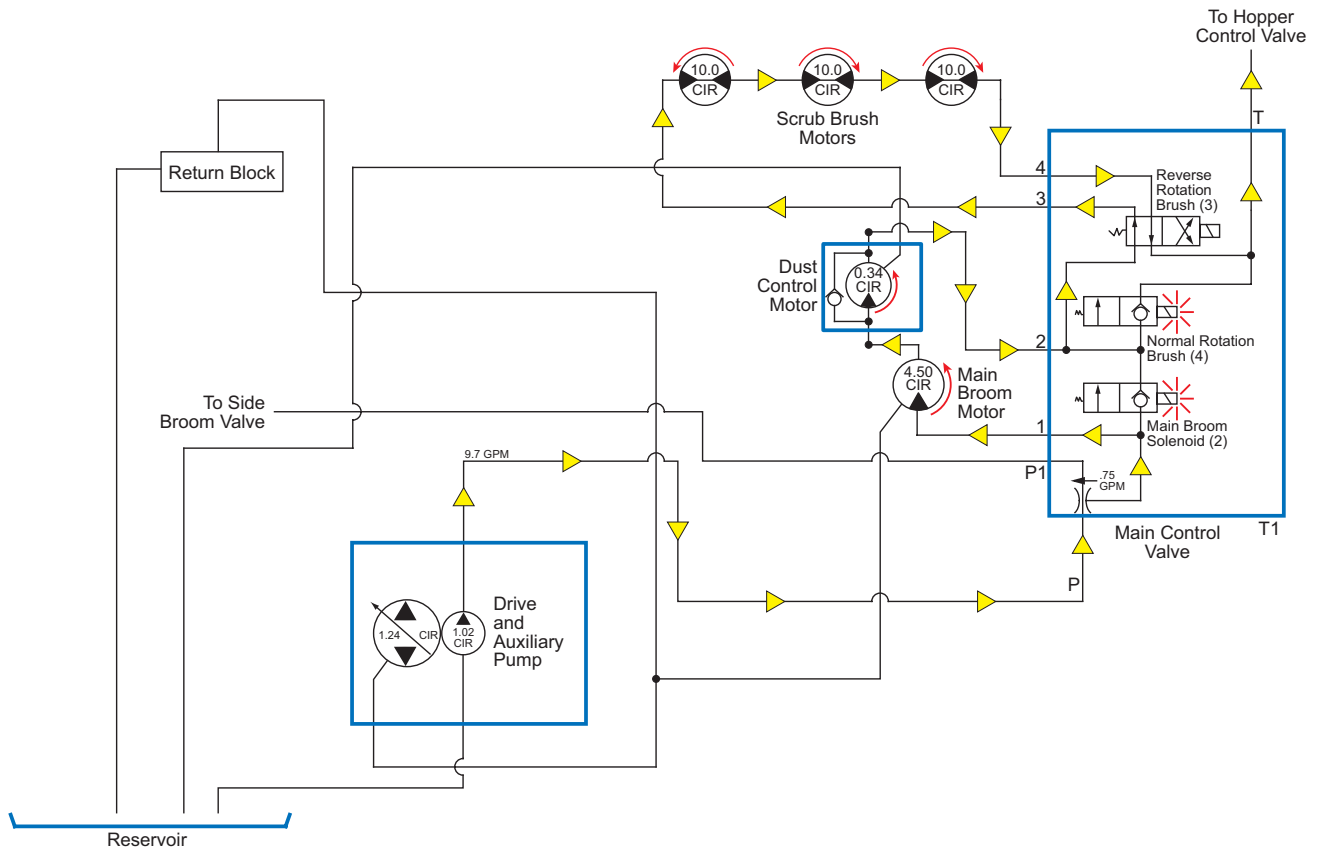 To Hopper
Control Valve
T
10.0
CIR
10.0
CIR
10.0
CIR
Scrub Brush
Motors
Return Block
4
Reverse
Rotation
Brush (3)
3
Dust
Control
Motor
0.34
CIR
2
Normal Rotation
Brush (4)
4.50
CIR
Main
Broom
Motor
To Side
Broom Valve
1
Main Broom
Solenoid (2)
9.7 GPM
P1
.75
GPM
Main Control
Valve
T1
P
Drive
and
Auxiliary
Pump
1.24
CIR
1.02
CIR
Reservoir